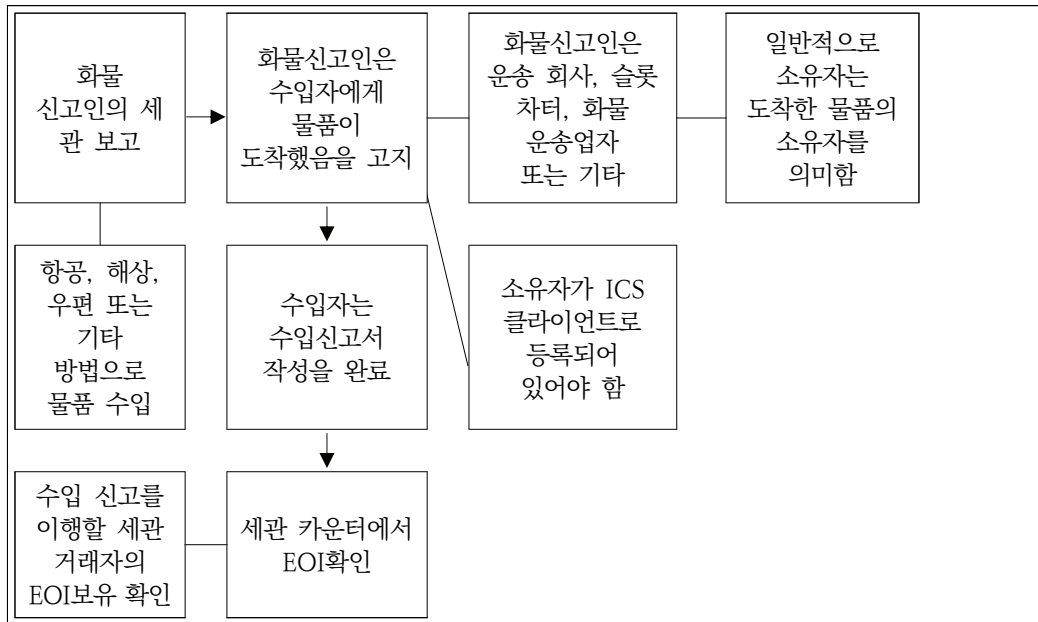 화물
신고인의 세
관 보고
화물신고인은
수입자에게
물품이
도착했음을 고지
화물신고인은
운송 회사, 슬롯
차터, 화물
운송업자
또는 기타
일반적으로
소유자는
도착한 물품의
소유자를
의미함
항공, 해상,
우편 또는
기타
방법으로
물품 수입
수입자는
수입신고서
작성을 완료
소유자가 ICS
클라이언트로
등록되어
있어야 함
수입 신고를
이행할 세관
거래자의
EOI보유 확인
세관 카운터에서
EOI확인